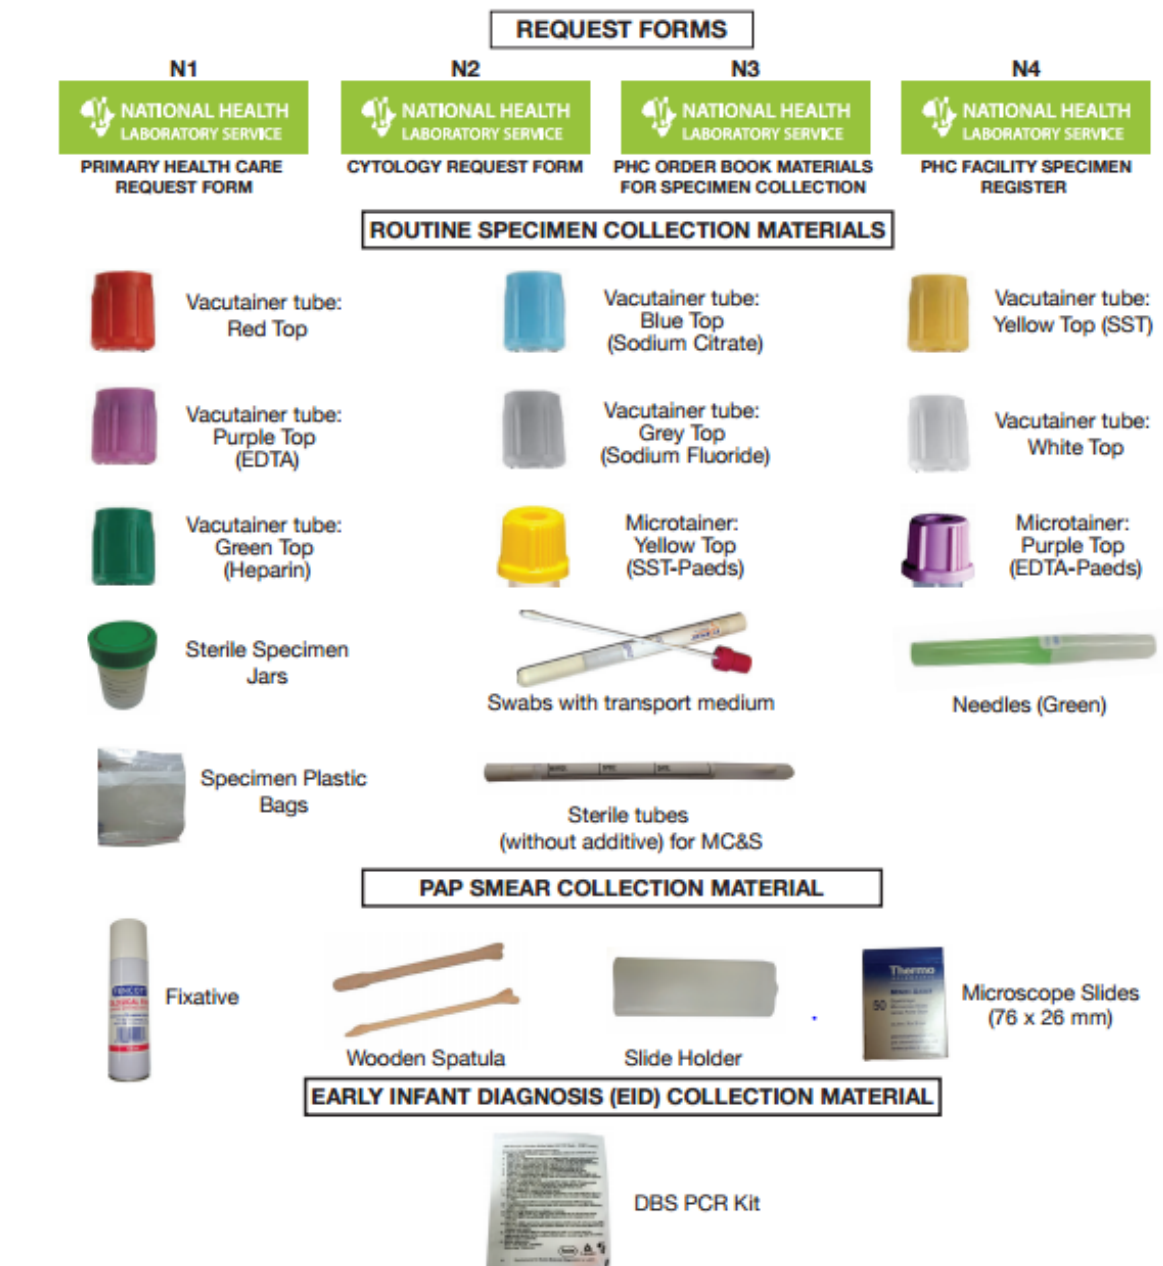 REQUEST FORMS
N1
N2
N3
N4
NATIONAL HEALTH
LABORATORY SERVICE
NATIONAL HEALTH
LABORATORY SERVICE
NATIONAL HEALTH
LABORATORY SERVICE
NATIONAL HEALTH
LABORATORY SERVICE
PRIMARY HEALTH CARE
REQUEST FORM
CYTOLOGY REQUEST FORM
PHC ORDER BOOK MATERIALS
FOR SPECIMEN COLLECTION
PHC FACILITY SPECIMEN
REGISTER
ROUTINE SPECIMEN COLLECTION MATERIALS
Vacutainer tube:
Red Top
Vacutainer tube:
Blue Top
(Sodium Citrate)
Vacutainer tube:
Yellow Top (SST)
Vacutainer tube:
Purple Top
(EDTA)
Vacutainer tube:
Grey Top
(Sodium Fluoride)
Vacutainer tube:
White Top
Vacutainer tube:
Green Top
(Heparin)
Microtainer:
Yellow Top
(SST-Paeds)
Microtainer:
Purple Top
(EDTA-Paeds)
Sterile Specimen
Jars
Swabs with transport medium
Needles (Green)
Specimen Plastic
Bags
Sterile tubes
(without additive) for MC&S
PAP SMEAR COLLECTION MATERIAL
Fixative
Wooden Spatula
Slide Holder
Thermo
50
Microscope Slides
(76 x 26 mm)
EARLY INFANT DIAGNOSIS (EID) COLLECTION MATERIAL
DBS PCR Kit